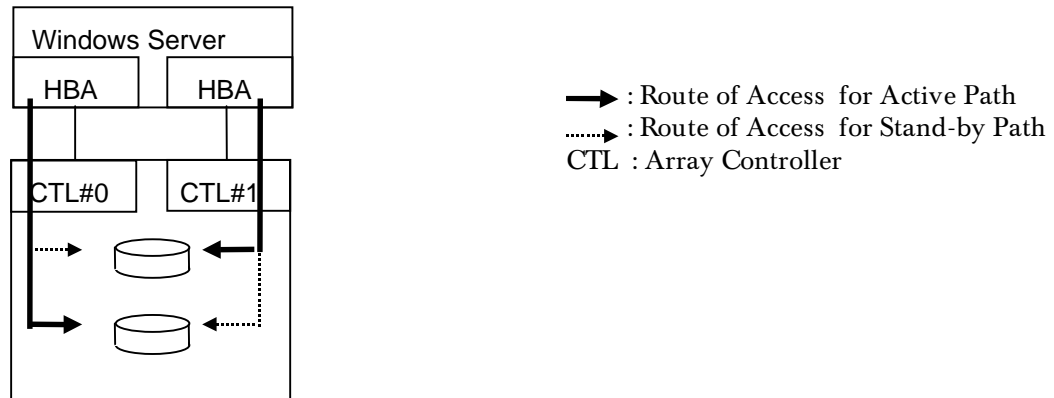 Windows Server
HBA HBA
: Route of Access for Active Path
: Route of Access for Stand-by Path
CTL : Array Controller
CTL#0 CTL#1